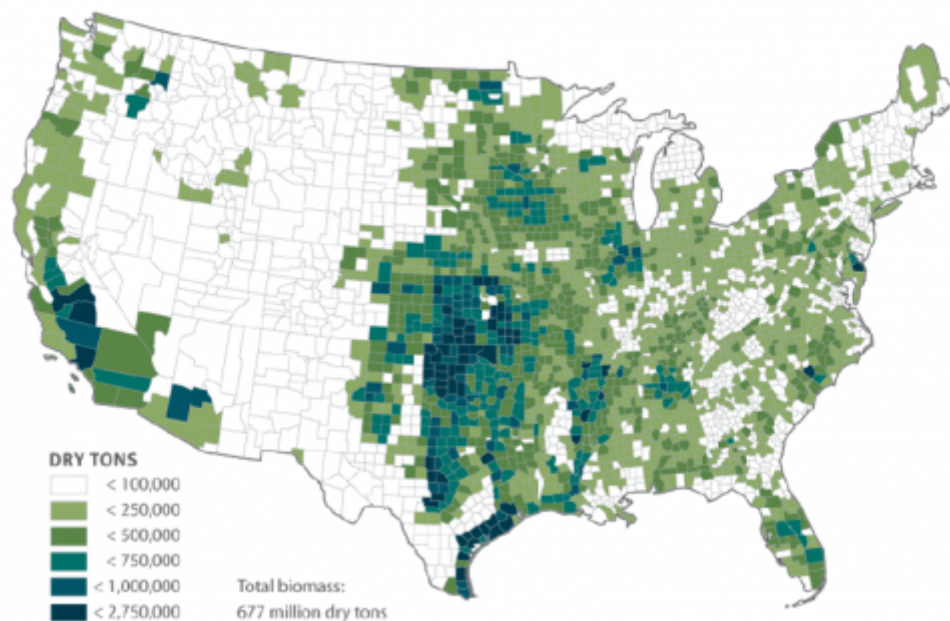 DRY TONS
< 100,000
< 250,000
< 500,000
< 750,000
< 1,000,000
< 2,750,000
Total biomass:
677 million dry tons